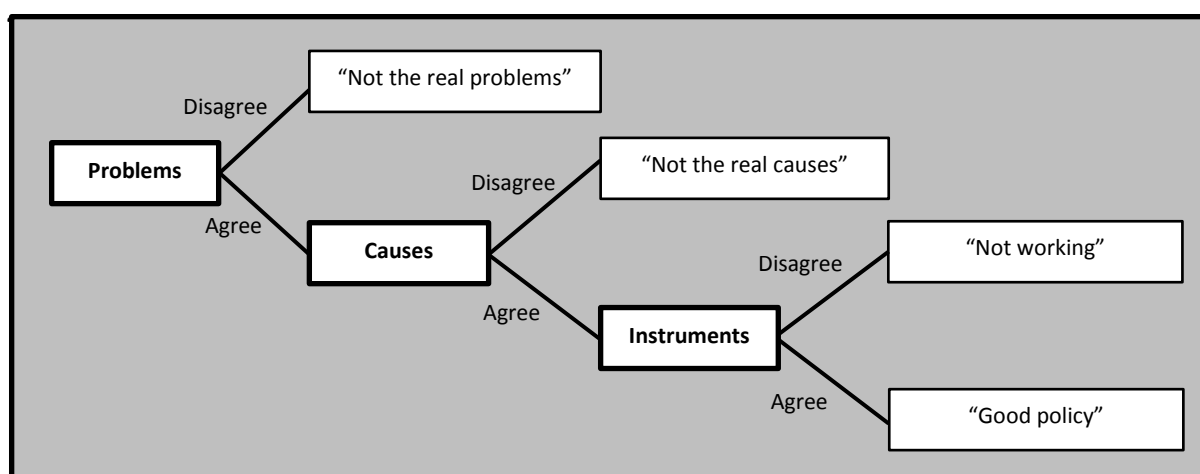 “Not the real problems”
Disagree
Problems
“Not the real causes”
Disagree
Agree
Causes
“Not working”
Disagree
Agree
Instruments
Agree
“Good policy”